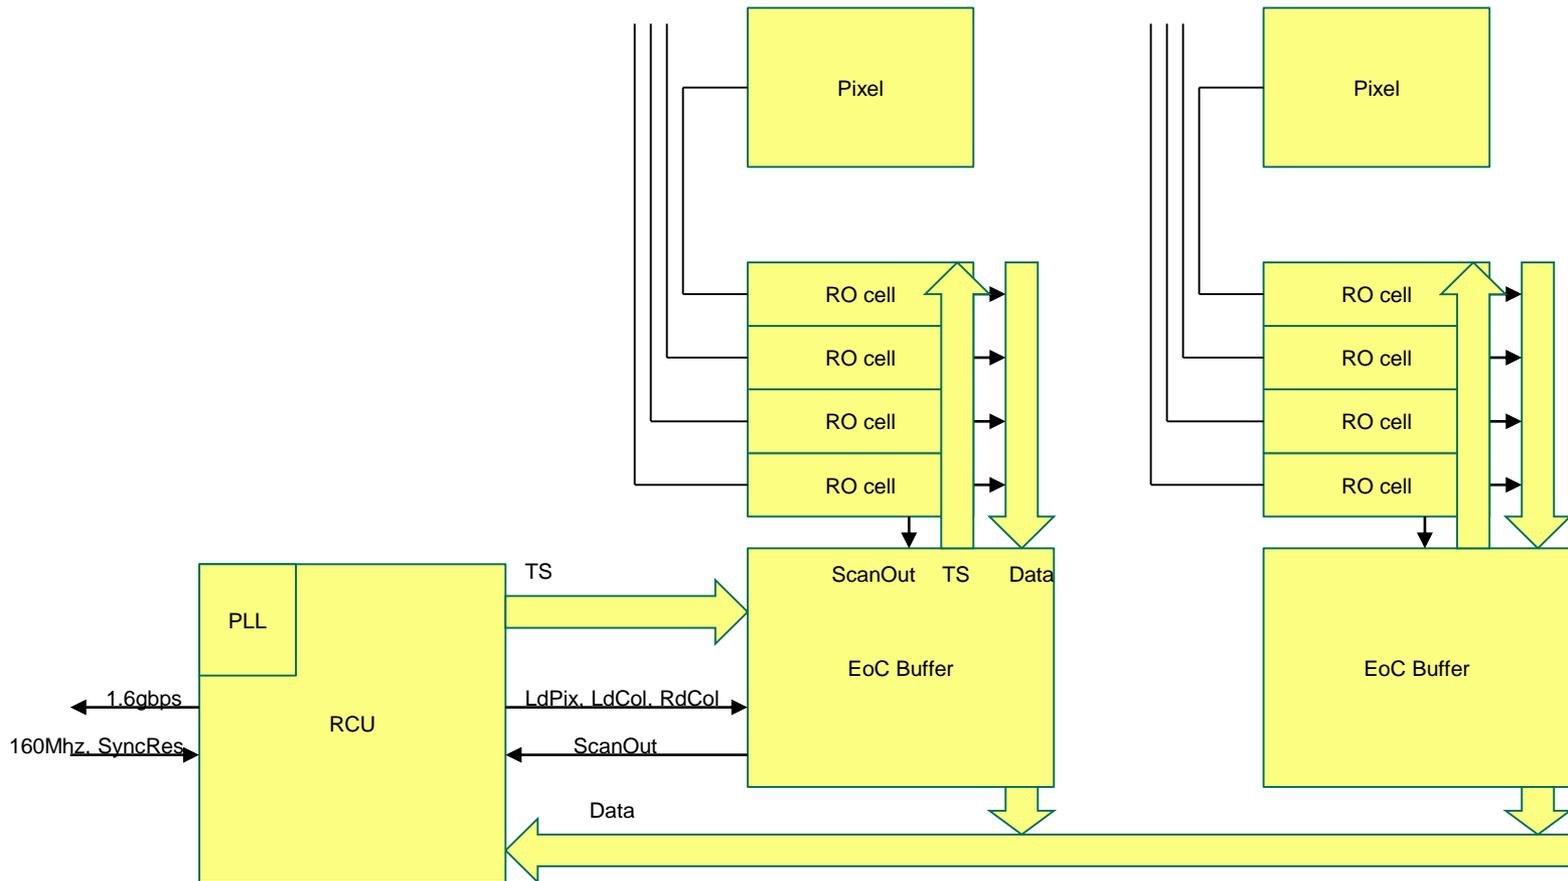 Pixel
Pixel
RO cell
RO cell
RO cell
RO cell
RO cell
RO cell
RO cell
RO cell
TS
ScanOut TS Data
PLL
EoC Buffer
EoC Buffer
1.6gbps
LdPix, LdCol, RdCol
RCU
160Mhz, SyncRes
ScanOut
Data